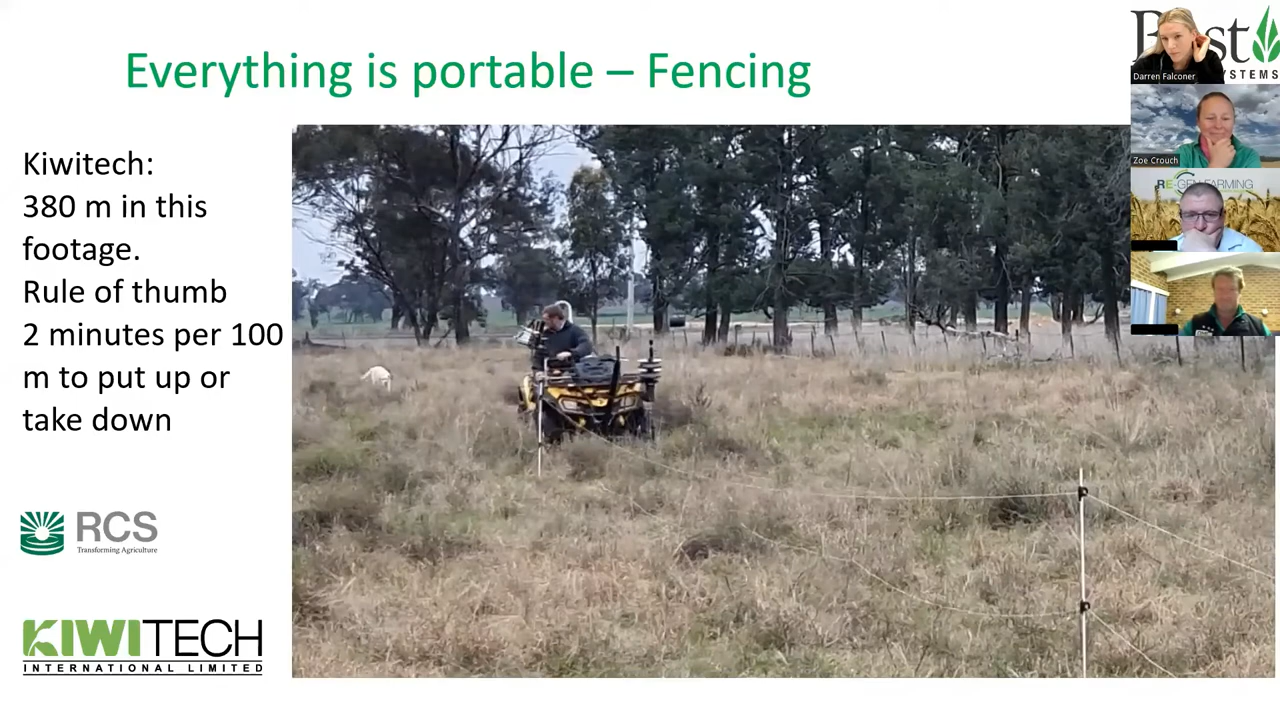 Everything is portable – Fencing
Kiwitech:
380 m in this
footage.
Rule of thumb
2 minutes per 100
m to put up or
take down
RCS
Transforming Agriculture
KIWITECH
INTERNATIONAL LIMITED
Darren Falconer
Zoe Crouch